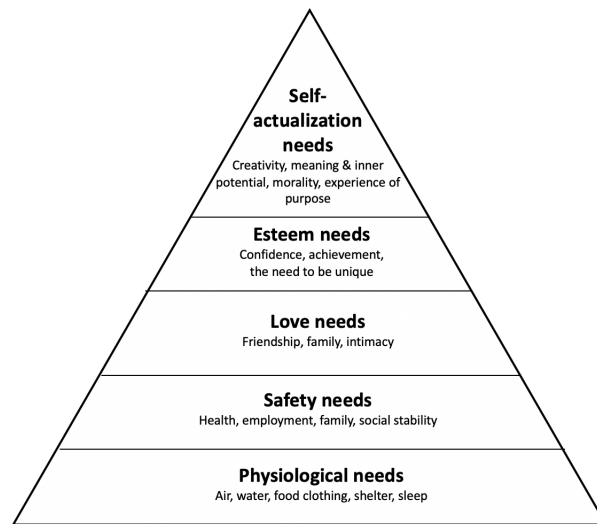 Self-
actualization
needs
Creativity, meaning & inner
potential, morality, experience of
purpose
Esteem needs
Confidence, achievement,
the need to be unique
Love needs
Friendship, family, intimacy
Safety needs
Health, employment, family, social stability
Physiological needs
Air, water, food clothing, shelter, sleep